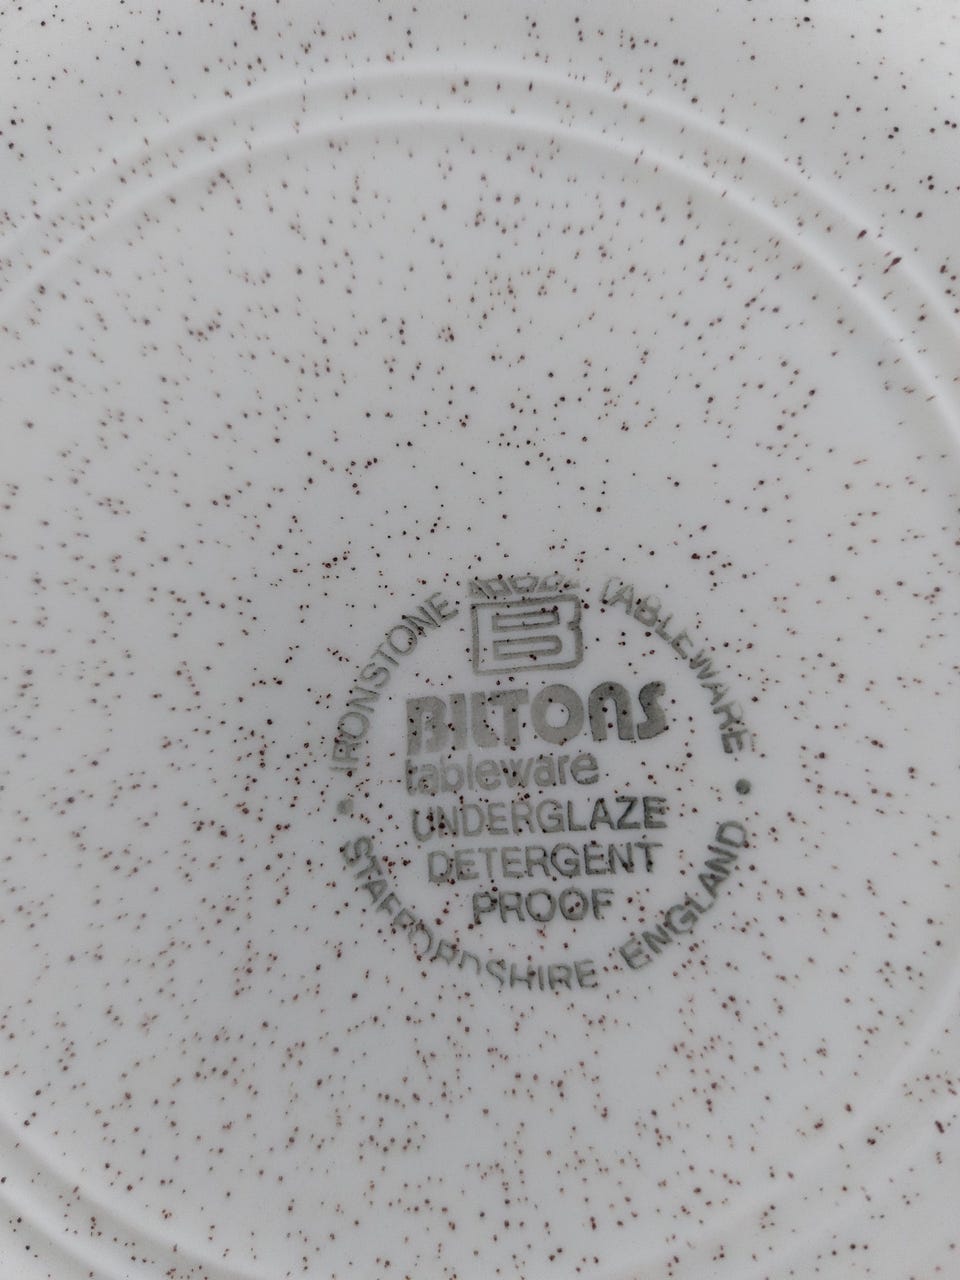 IRONSTONE TABLEWARE
B
BILTONS
tableware
UNDERGLAZE
DETERGENT
PROOF
STAFFORDSHIRE ENGLAND